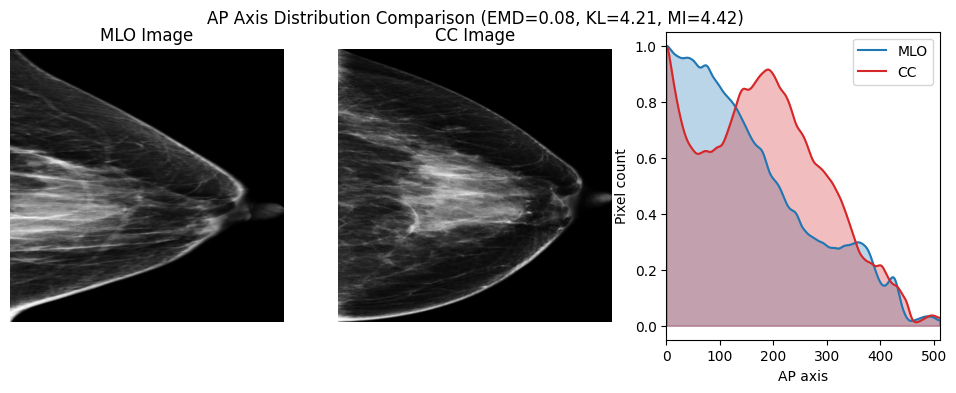 AP Axis Distribution Comparison (EMD=0.08, KL=4.21, MI=4.42)
MLO Image
CC Image
MLO
CC
Pixel count
1.0
0.8
0.6
0.4
0.2
0.0
0 100 200 300 400 500
AP axis